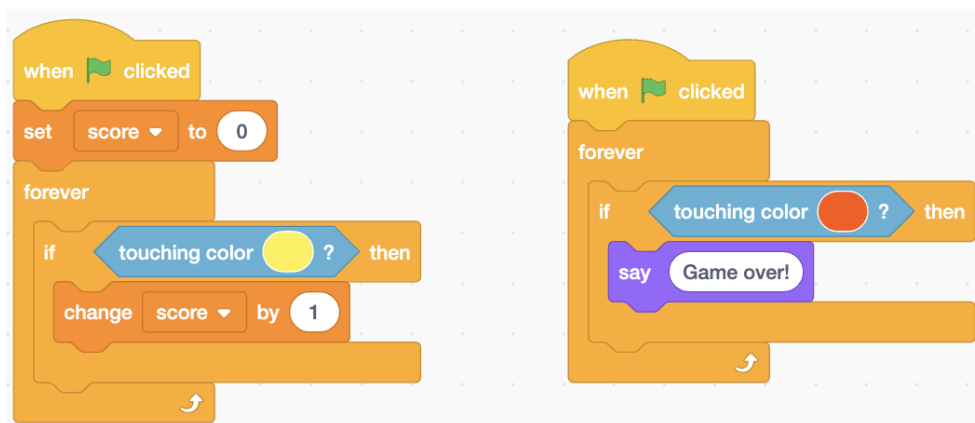 when clicked
set score to 0
forever
if touching color ? then
change score by 1
when clicked
forever
if touching color ? then
say Game over!